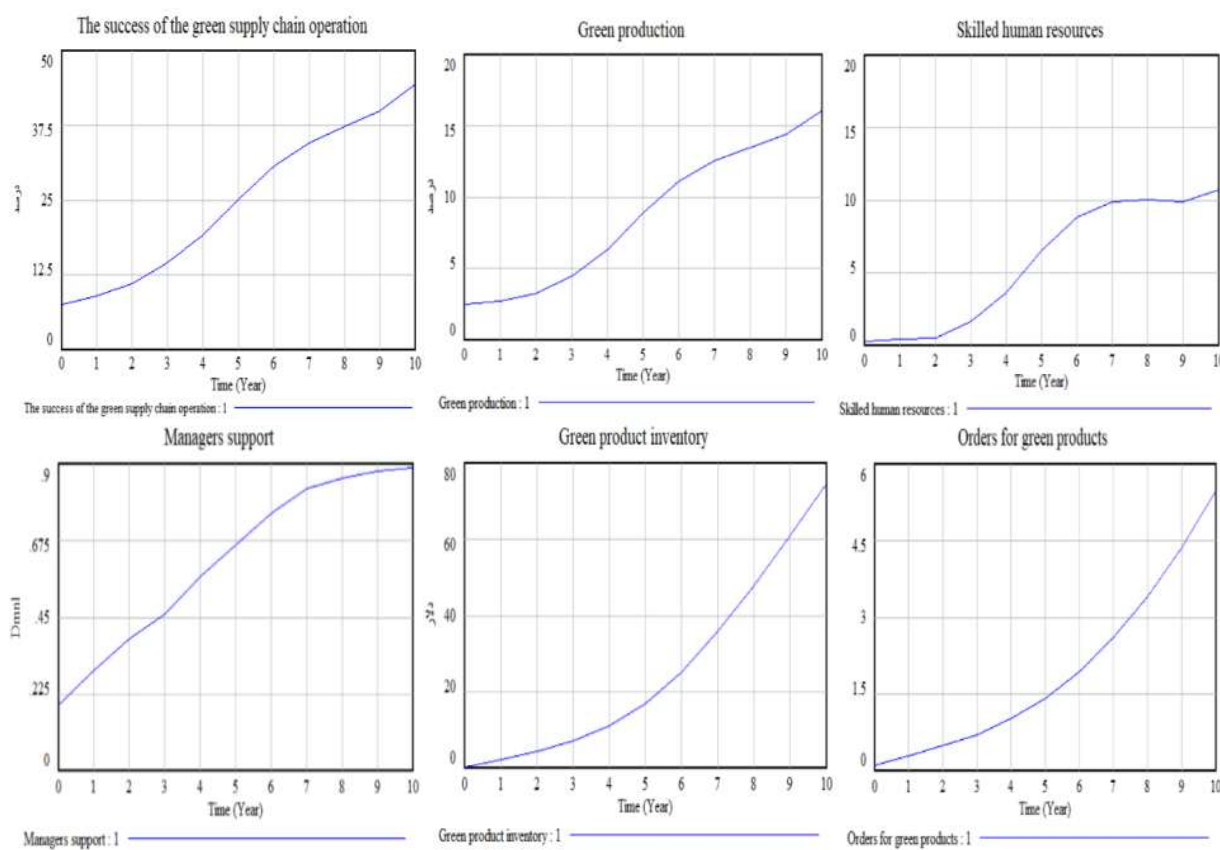 The success of the green supply chain operation
50
37.5
25
12.5
0
0 1 2 3 4 5 6 7 8 9 10
Time (Year)
The success of the green supply chain operation : 1
Green production
20
15
10
5
0
0 1 2 3 4 5 6 7 8 9 10
Time (Year)
Green production : 1
Skilled human resources
20
15
10
5
0
0 1 2 3 4 5 6 7 8 9 10
Time (Year)
Skilled human resources : 1
Managers support
.9
.675
.45
.225
0
Dmnl
0 1 2 3 4 5 6 7 8 9 10
Time (Year)
Managers support : 1
Green product inventory
80
60
40
20
0
0 1 2 3 4 5 6 7 8 9 10
Time (Year)
Green product inventory : 1
Orders for green products
6
4.5
3
1.5
0
0 1 2 3 4 5 6 7 8 9 10
Time (Year)
Orders for green products : 1